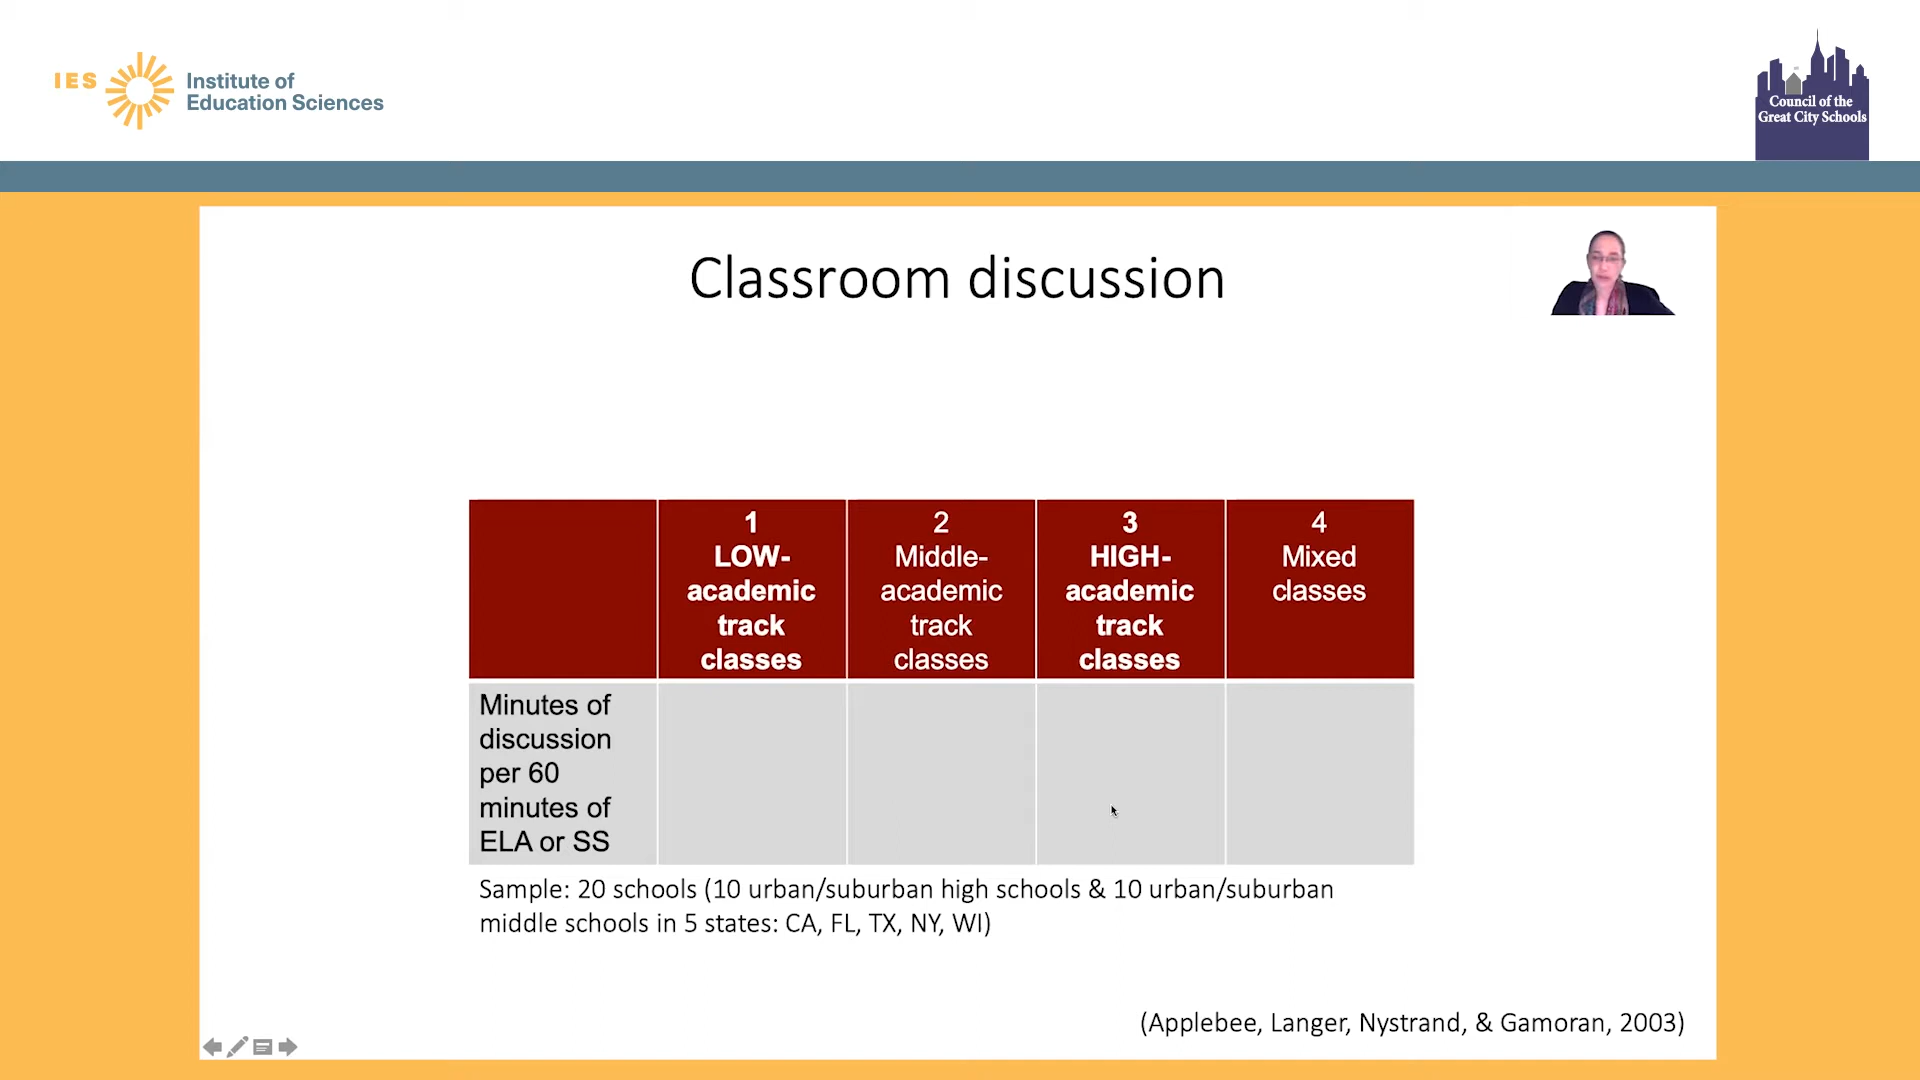 IES
Institute of
Education Sciences
Council of the
Great City Schools
Classroom discussion
1
LOW-
academic
track
classes
2
Middle-
academic
track
classes
3
HIGH-
academic
track
classes
4
Mixed
classes
Minutes of
discussion
per 60
minutes of
ELA or SS
Sample: 20 schools (10 urban/suburban high schools & 10 urban/suburban
middle schools in 5 states: CA, FL, TX, NY, WI)
(Applebee, Langer, Nystrand, & Gamoran, 2003)